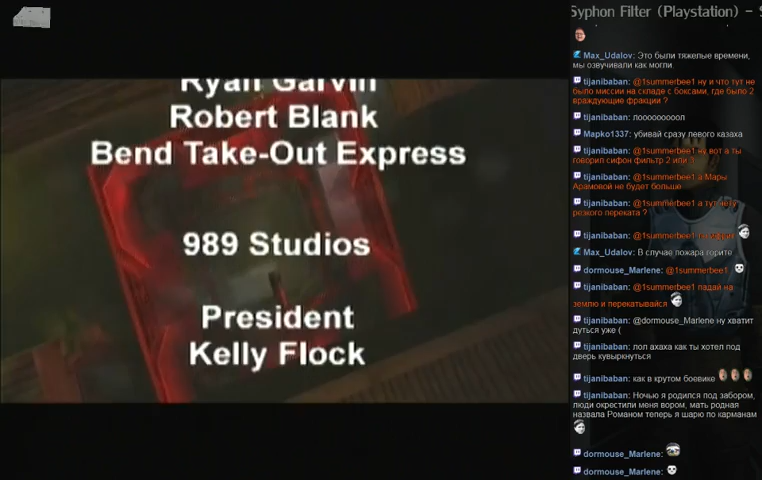 Syphon Filter (Playstation) -
Ryan Garvin
Robert Blank
Bend Take-Out Express
989 Studios
President
Kelly Flock
Max_Udalov: Это были тяжелые времени,
мы озвучивали как могли
tijanibaban: @1summerbee1 ну и что тут не
было миссии на складе с боксами, где было 2
враждующие фракции ?
tijanibaban: лоооооооол
Mapko1337: убивай сразу левого казаха
tijanibaban: @1summerbee1 ну вот а ты
говорил сифон фильтр 2 или 3
tijanibaban: @1summerbee1 а Мары
Арамовой не будет больше
tijanibaban: @1summerbee1 а тут нету
резкого переката ?
tijanibaban: @1summerbee1
Max_Udalov: В случае пожара горите
dormouse_Marlene: @1summerbee1
tijanibaban: @1summerbee1 падай на
землю и перекатывайся
tijanibaban: @dormouse_Marlene ну хватит
дуться уже (
tijanibaban: лол ахаха как ты хотел под
дверь кувыркнуться
tijanibaban: как в крутом боевике
tijanibaban: Ночью я родился под забором,
люди окрестили меня вором, мать родная
назвала Романом теперь я шарю по карманам
dormouse_Marlene:
dormouse_Marlene: